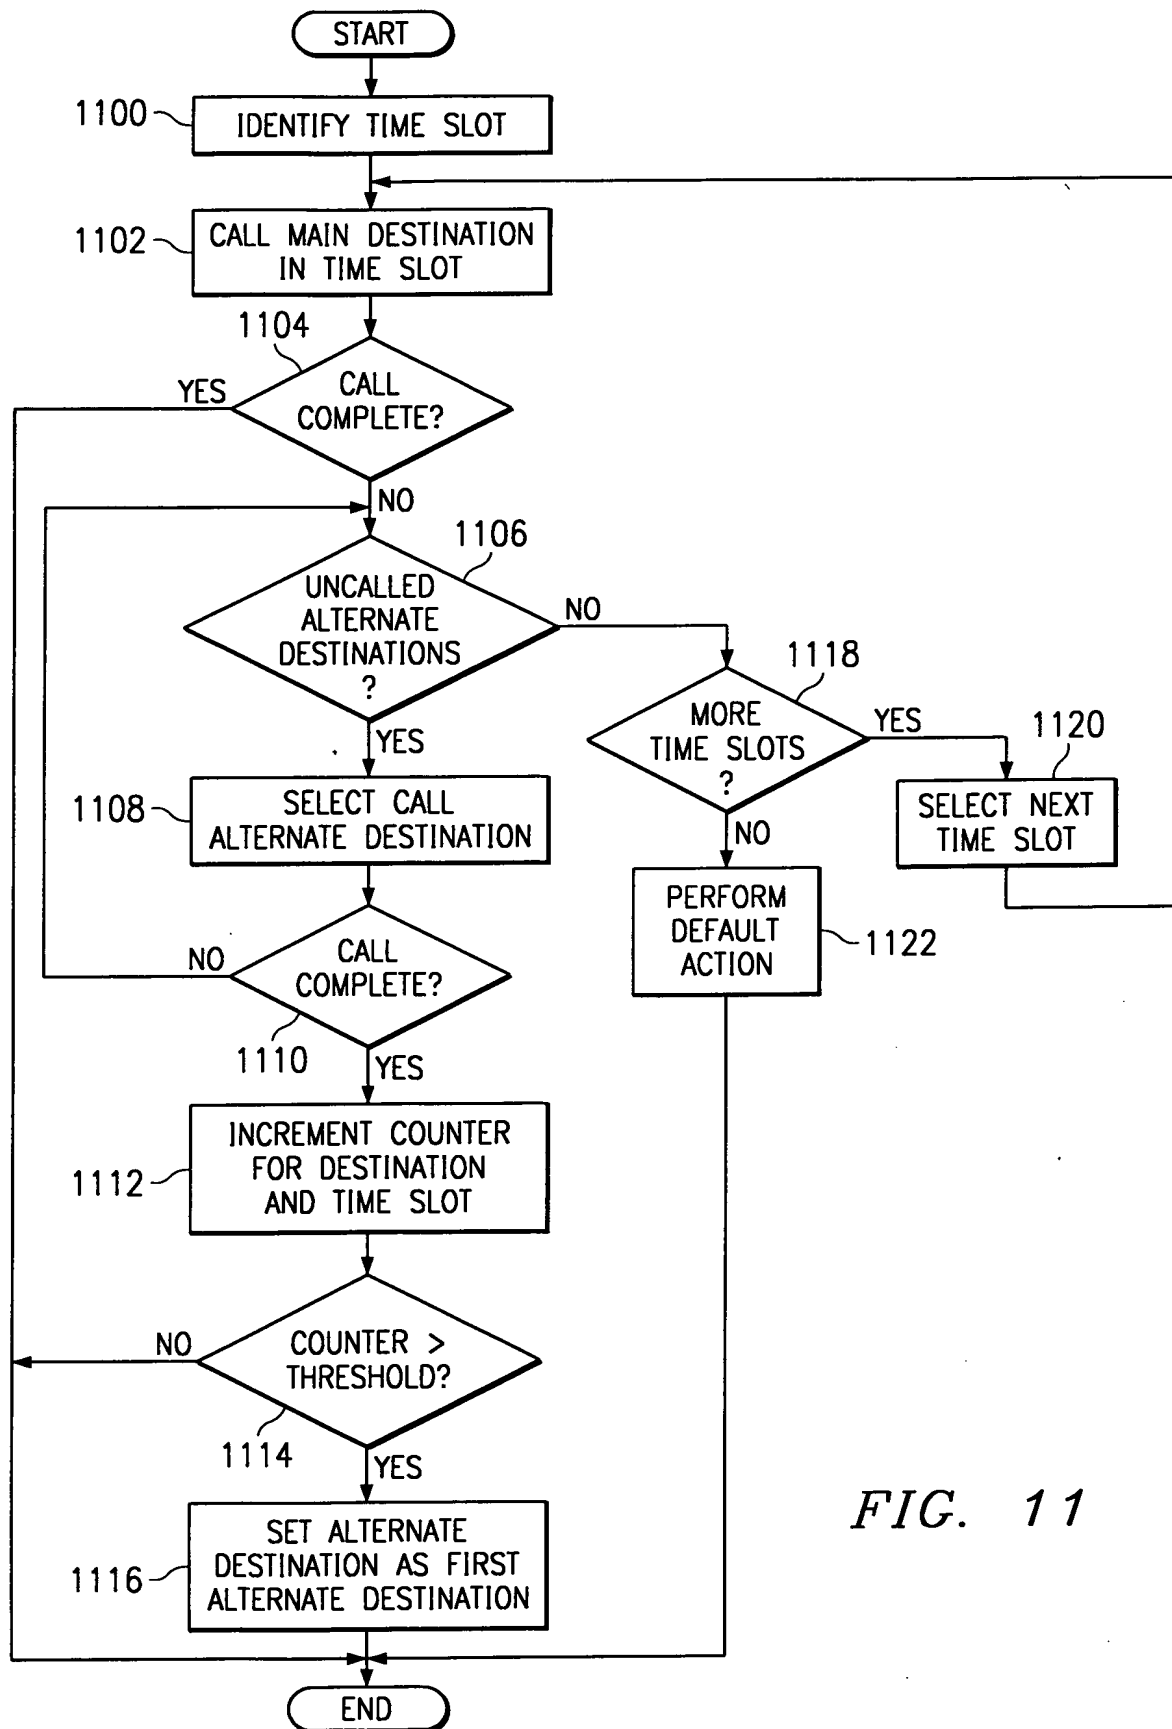 START
1100
IDENTIFY TIME SLOT
1102
CALL MAIN DESTINATION
IN TIME SLOT
1104
YES
CALL
COMPLETE?
NO
1106
UNCALLED
ALTERNATE
DESTINATIONS
?
NO
1118
MORE
TIME SLOTS
?
YES
1120
SELECT NEXT
TIME SLOT
YES
1108
SELECT CALL
ALTERNATE DESTINATION
NO
PERFORM
DEFAULT
ACTION
1122
NO
CALL
COMPLETE?
1110
YES
1112
INCREMENT COUNTER
FOR DESTINATION
AND TIME SLOT
NO
COUNTER >
THRESHOLD?
1114
YES
1116
SET ALTERNATE
DESTINATION AS FIRST
ALTERNATE DESTINATION
END
FIG. 11